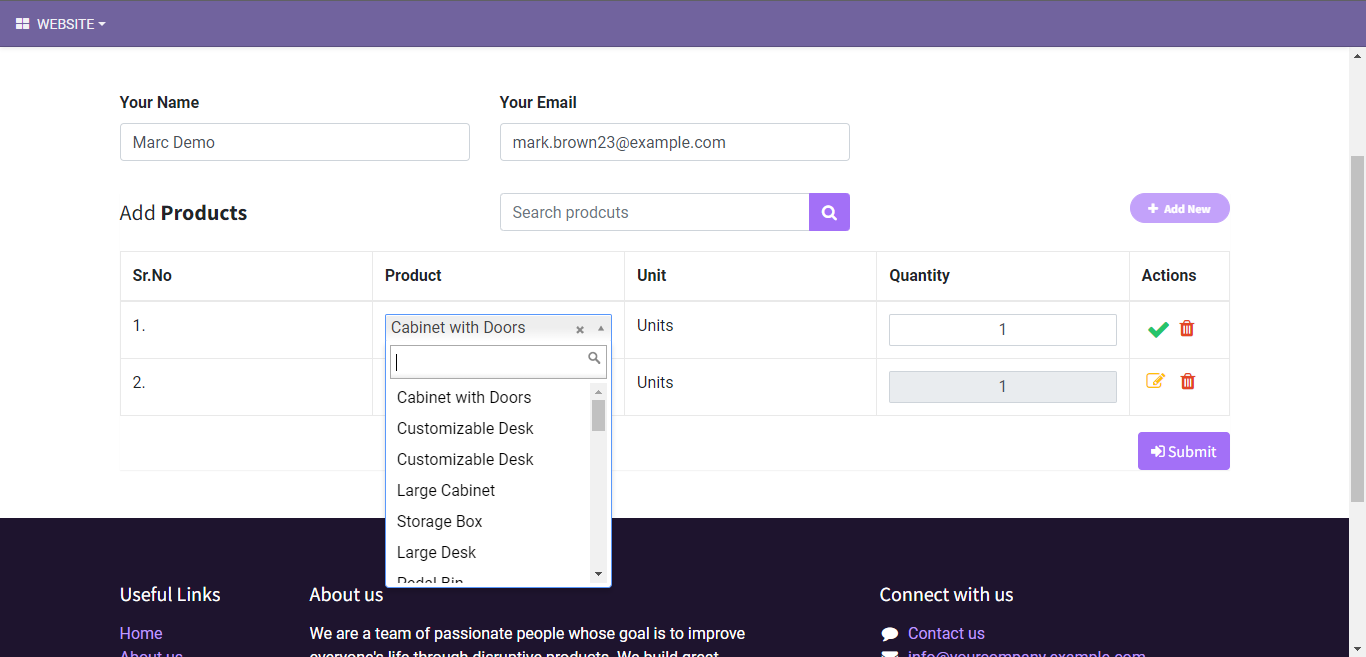 WEBSITE
Your Name Your Email
Marc Demo mark.brown23@example.com
Add Products Search prodcuts Add New
Sr.No Product Unit Quantity Actions
1. Cabinet with Doors Units 1
Cabinet with Doors
2. Units 1
Customizable Desk
Customizable Desk
Submit
Large Cabinet
Storage Box
Large Desk
Pedal Bin
Useful Links About us Connect with us
Home We are a team of passionate people whose goal is to improve Contact us
About us everyone's life through disruptive products. We build great info@yourcompany.example.com